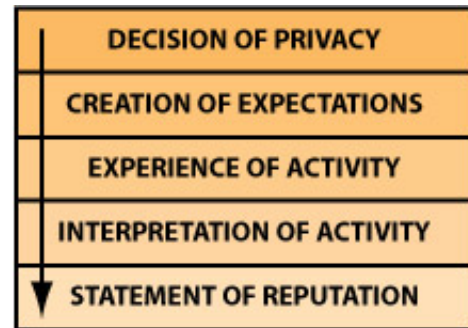 DECISION OF PRIVACY
CREATION OF EXPECTATIONS
EXPERIENCE OF ACTIVITY
INTERPRETATION OF ACTIVITY
STATEMENT OF REPUTATION